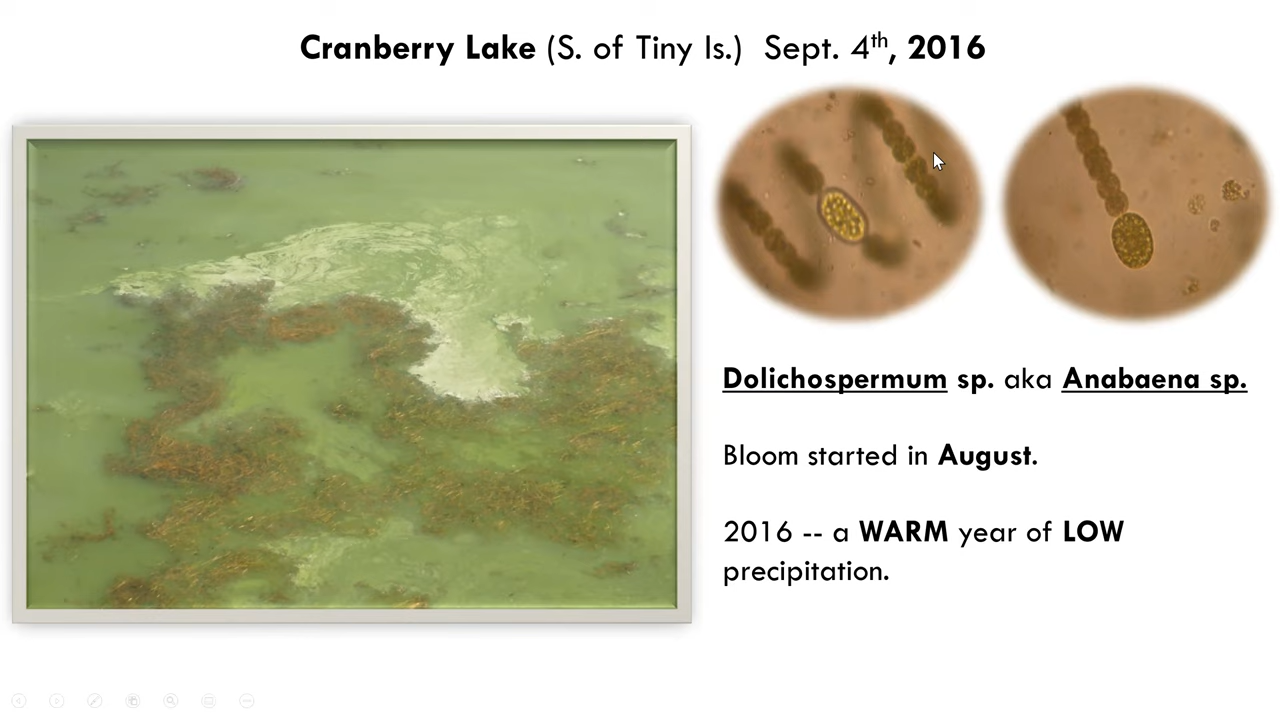 Cranberry Lake (S. of Tiny Is.) Sept. 4th, 2016
Dolichospermum sp. aka Anabaena sp.
Bloom started in August.
2016 -- a WARM year of LOW
precipitation.